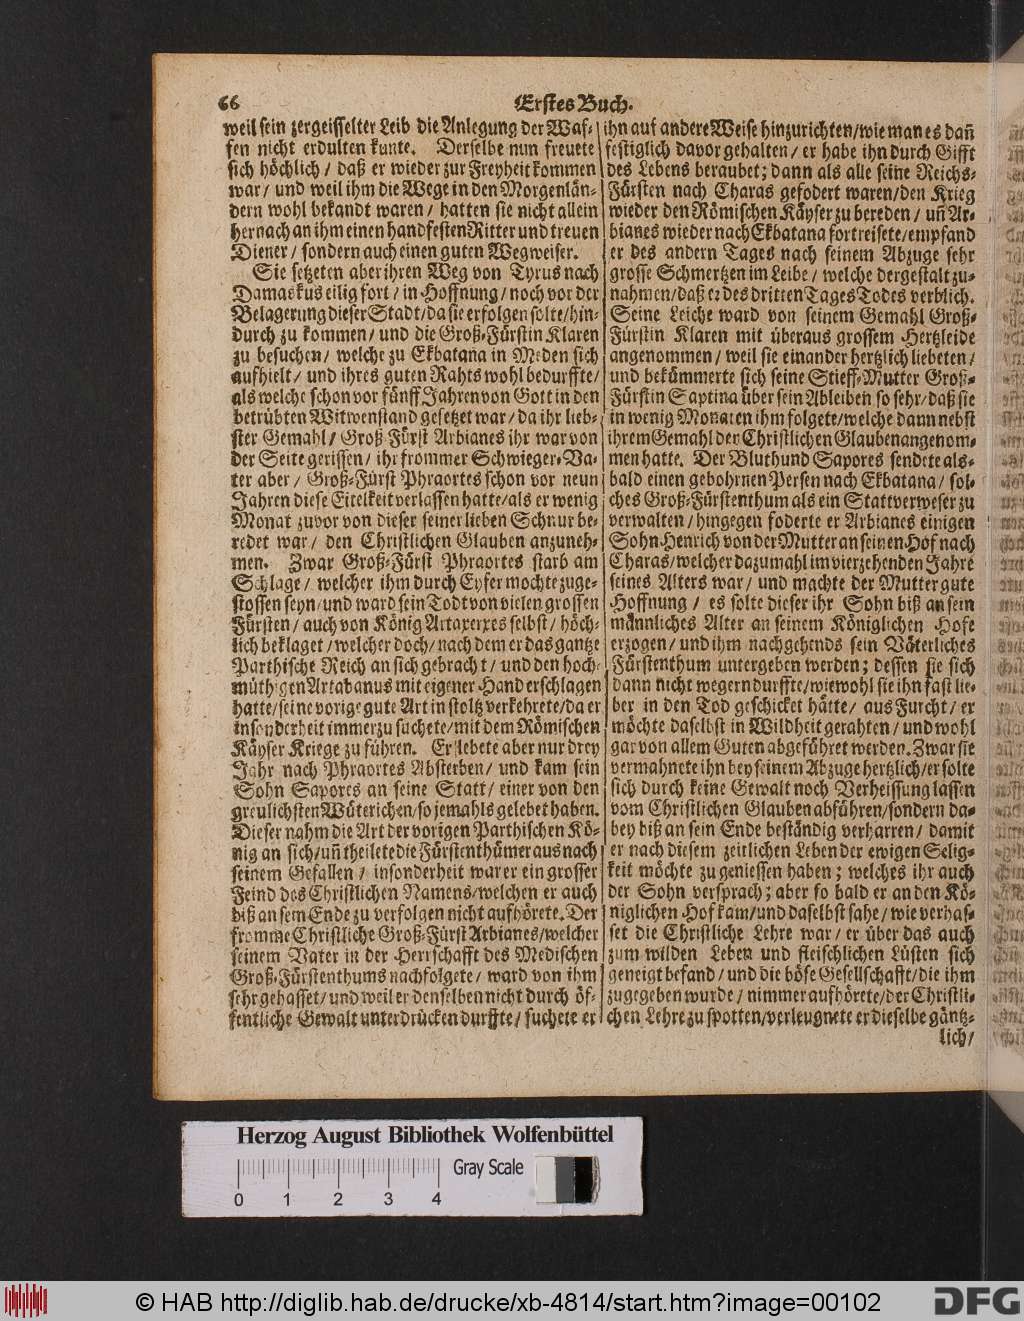 66
Erstes Buch.
weil sein zergeisselter Leib die Anlegung der Waf-
fen nicht erdulten kunte. Derselbe nun freuete
sich höchlich / daß er wieder zur Freyheit kommen
war / und weil ihm die Wege in den Morgenlän-
dern wohl bekandt waren / hatten sie nicht allein
hernach an ihm einen handfesten Ritter und treuen
Diener / sondern auch einen guten Wegweiser.
Sie setzeten aber ihren Weg von Tyrus nach
Damaskus eilig fort / in Hoffnung / noch vor der
Belagerung dieser Stadt / da sie erfolgen solte / hin-
durch zu kommen / und die Groß-Fürstin Klaren
zu besuchen / welche zu Ekbatana in Meden sich
aufhielt / und ihres guten Rahts wohl bedurffte /
als welche schon vor fünff Jahren von Gott in den
betrübten Witwenstand gesetzet war / da ihr lieb-
ster Gemahl / Groß-Fürst Arbianes ihr war von
der Seite gerissen / ihr frommer Schwieger-Va-
ter aber / Groß-Fürst Phraortes schon vor neun
Jahren diese Eitelkeit verlassen hatte / als er wenig
Monat zuvor von dieser seiner lieben Schnur be-
redet war / den Christlichen Glauben anzuneh-
men. Zwar Groß-Fürst Phraortes starb am
Schlage / welcher ihm durch Eyfer mochte zuge-
stossen seyn / und ward sein Todt von vielen grossen
Fürsten / auch von König Artaxerxes selbst / höch-
lich beklaget / welcher doch / nach dem er das gantze
Parthische Reich an sich gebracht / und den hoch-
müthigen Artabanus mit eigener Hand erschlagen
hatte / seine vorige gute Art in stoltz verkehrete / da er
insonderheit immerzu suchete / mit dem Römischen
Käyser Kriege zu führen. Er lebete aber nur drey
Jahr nach Phraortes Absterben / und kam sein
Sohn Sapores an seine Statt / einer von den
greulichsten Wüterichen / so jemahls gelebet haben.
Dieser nahm die Art der vorigen Parthischen Kö-
nig an sich / uñ theilete die Fürstenthümer aus nach
seinem Gefallen / insonderheit war er ein grosser
Feind des Christlichen Namens / welchen er auch
biß an sein Ende zu verfolgen nicht aufhörete. Der
fromme Christliche Groß-Fürst Arbianes / welcher
seinem Vater in der Herrschafft des Medischen
Groß-Fürstenthums nachfolgete / ward von ihm
sehr gehasset / und weil er denselben nicht durch öf-
fentliche Gewalt unterdrücken durffte / suchete er
ihn auf andere Weise hinzurichten / wie man es dañ
festiglich davor gehalten / er habe ihn durch Gifft
des Lebens beraubet; dann als alle seine Reichs-
Fürsten nach Charas gefodert waren / den Krieg
wieder den Römischen Käyser zu bereden / uñ Ar-
bianes wieder nach Ekbatana fortreisete / empfand
er des andern Tages nach seinem Abzuge sehr
grosse Schmertzen im Leibe / welche dergestalt zu-
nahmen / daß er des dritten Tages Todes verblich.
Seine Leiche ward von seinem Gemahl Groß-
Fürstin Klaren mit überaus grossem Hertzleide
angenommen / weil sie einander hertzlich liebeten /
und bekümmerte sich seine Stieff-Mutter Groß-
Fürstin Saptina über sein Ableiben so sehr / daß sie
in wenig Monaten ihm folgete / welche dann nebst
ihrem Gemahl den Christlichen Glauben angenom-
men hatte. Der Bluthund Sapores sendete als-
bald einen gebohrnen Persen nach Ekbatana / sol-
ches Groß-Fürstenthum als ein Stattverweser zu
verwalten / hingegen foderte er Arbianes einigen
Sohn Henrich von der Mutter an seinen Hof nach
Charas / welcher dazumahl im vierzehenden Jahre
seines Alters war / und machte der Mutter gute
Hoffnung / es solte dieser ihr Sohn biß an sein
männliches Alter an seinem Königlichen Hofe
erzogen / und ihm nachgehends sein Väterliches
Fürstenthum untergeben werden; dessen sie sich
dann nicht wegern durffte / wiewohl sie ihn fast lie-
ber in den Tod geschicket hätte / aus Furcht / er
möchte daselbst in Wildheit gerahten / und wohl
gar von allem Guten abgeführet werden. Zwar sie
vermahnete ihn bey seinem Abzuge hertzlich / er solte
sich durch keine Gewalt noch Verheissung lassen
vom Christlichen Glauben abführen / sondern da-
bey biß an sein Ende beständig verharren / damit
er nach diesem zeitlichen Leben der ewigen Selig-
keit möchte zu geniessen haben; welches ihr auch
der Sohn versprach; aber so bald er an den Kö-
niglichen Hof kam / und daselbst sahe / wie verhas-
set die Christliche Lehre war / er über das auch
zum wilden Leben und fleischlichen Lüsten sich
geneigt befand / und die böse Gesellschafft / die ihm
zugegeben wurde / nimmer aufhörete / der Christli-
chen Lehre zu spotten / verleugnete er dieselbe gäntz-
lich /
Herzog August Bibliothek Wolfenbüttel
0 1 2 3 4
Gray Scale
© HAB http://diglib.hab.de/drucke/xb-4814/start.htm?image=00102
DFG